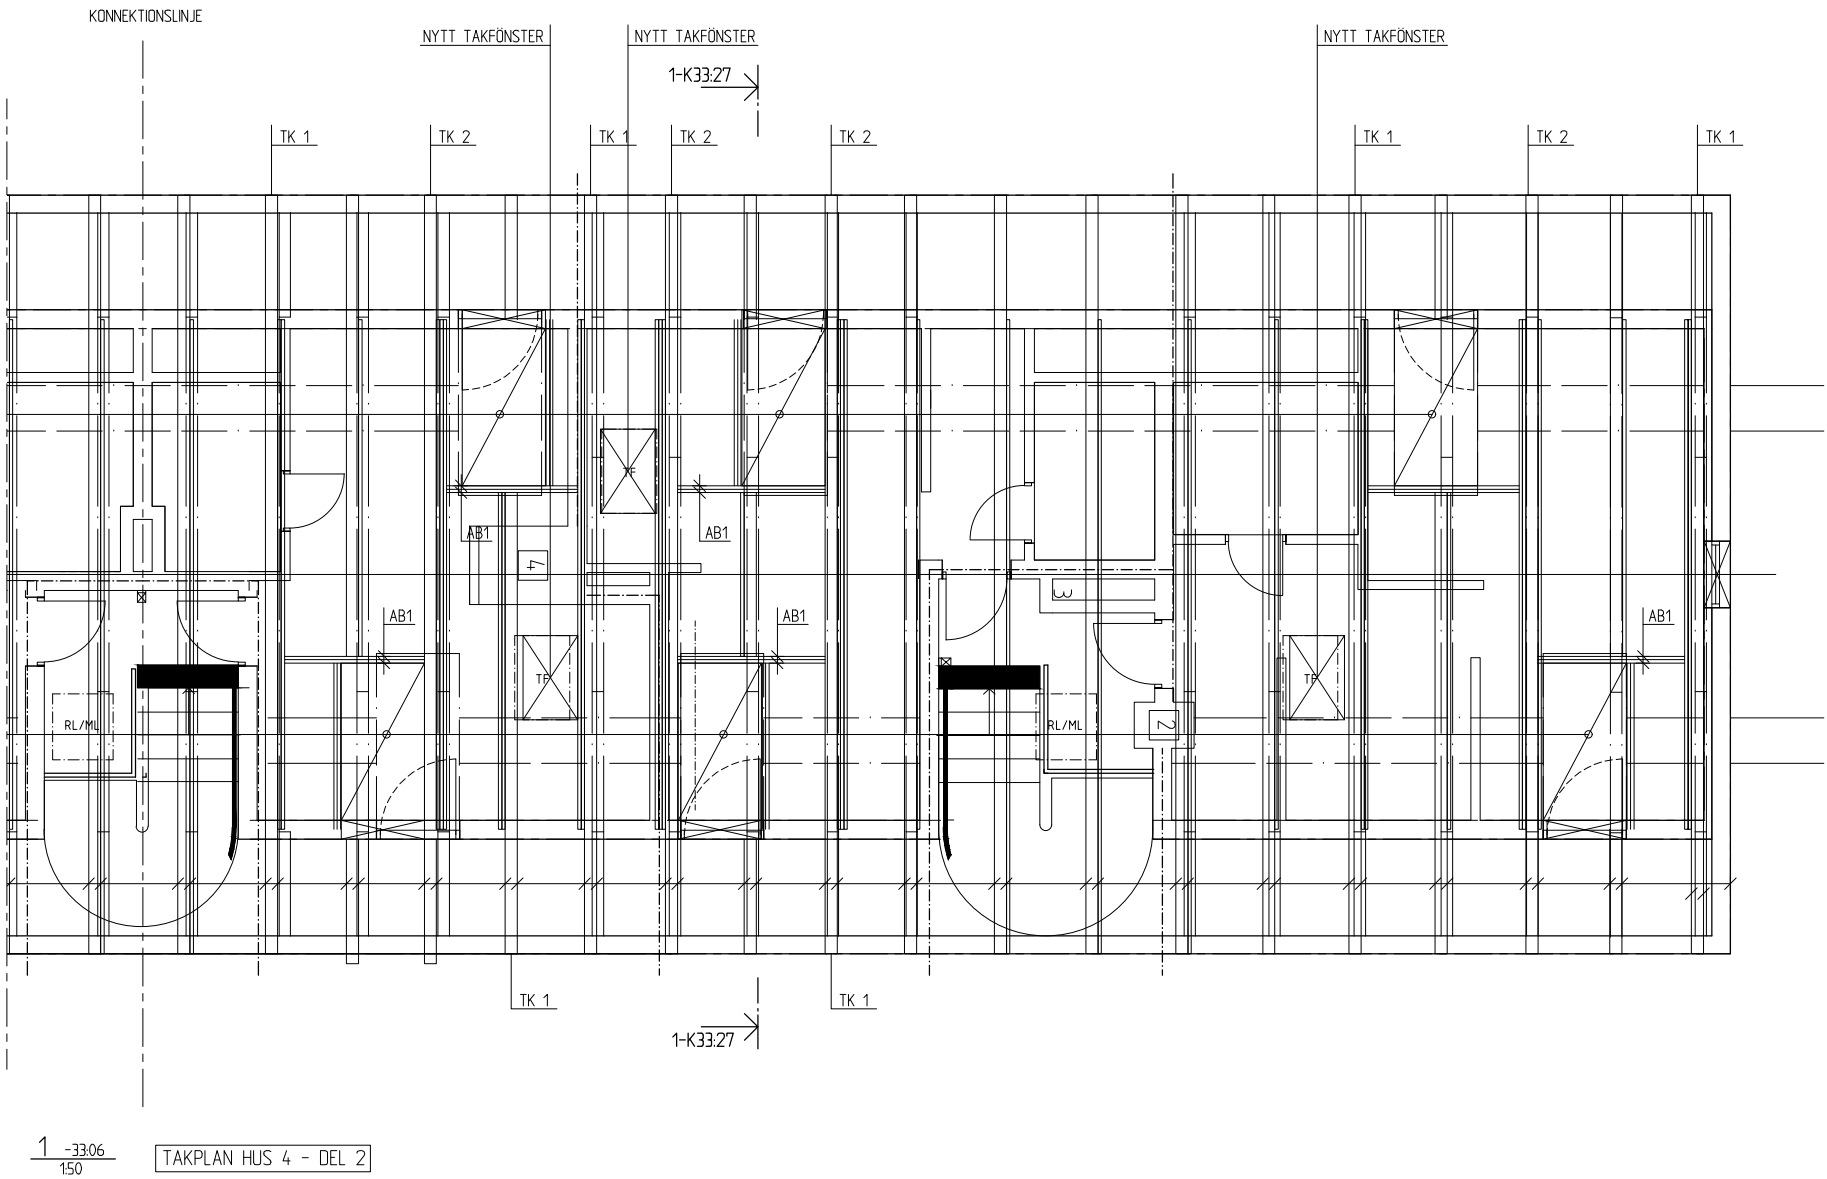 KONNEKTIONSLINJE
NYTT TAKFÖNSTER
NYTT TAKFÖNSTER
NYTT TAKFÖNSTER
1-K33:27
TK 1
TK 2
TK 1
TK 2
TK 2
TK 1
TK 2
TK 1
TF
AB1
AB1
4
3
AB1
AB1
AB1
TF
TF
RL/ML
RL/ML
2
TK 1
TK 1
1-K33:27
1 -33:06
1:50
TAKPLAN HUS 4 - DEL 2